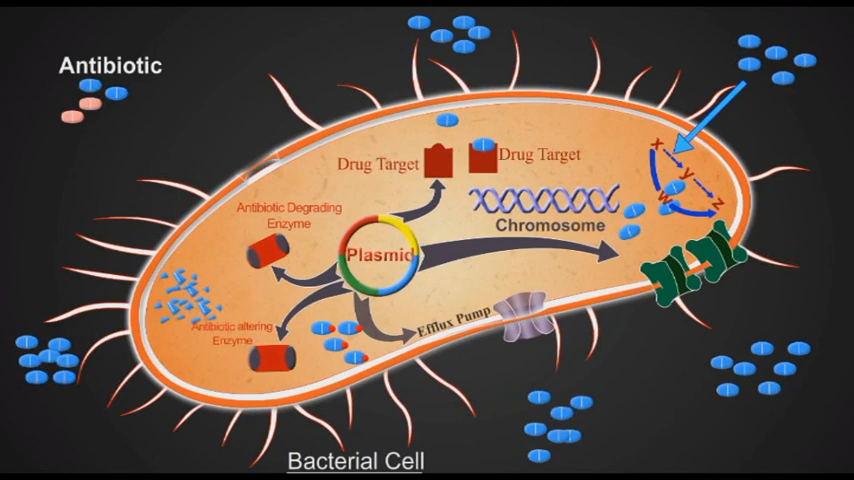 Antibiotic
Drug Target
Drug Target
x
y
w
z
Antibiotic Degrading
Enzyme
Chromosome
Plasmid
Efflux Pump
Antibiotic altering
Enzyme
Bacterial Cell